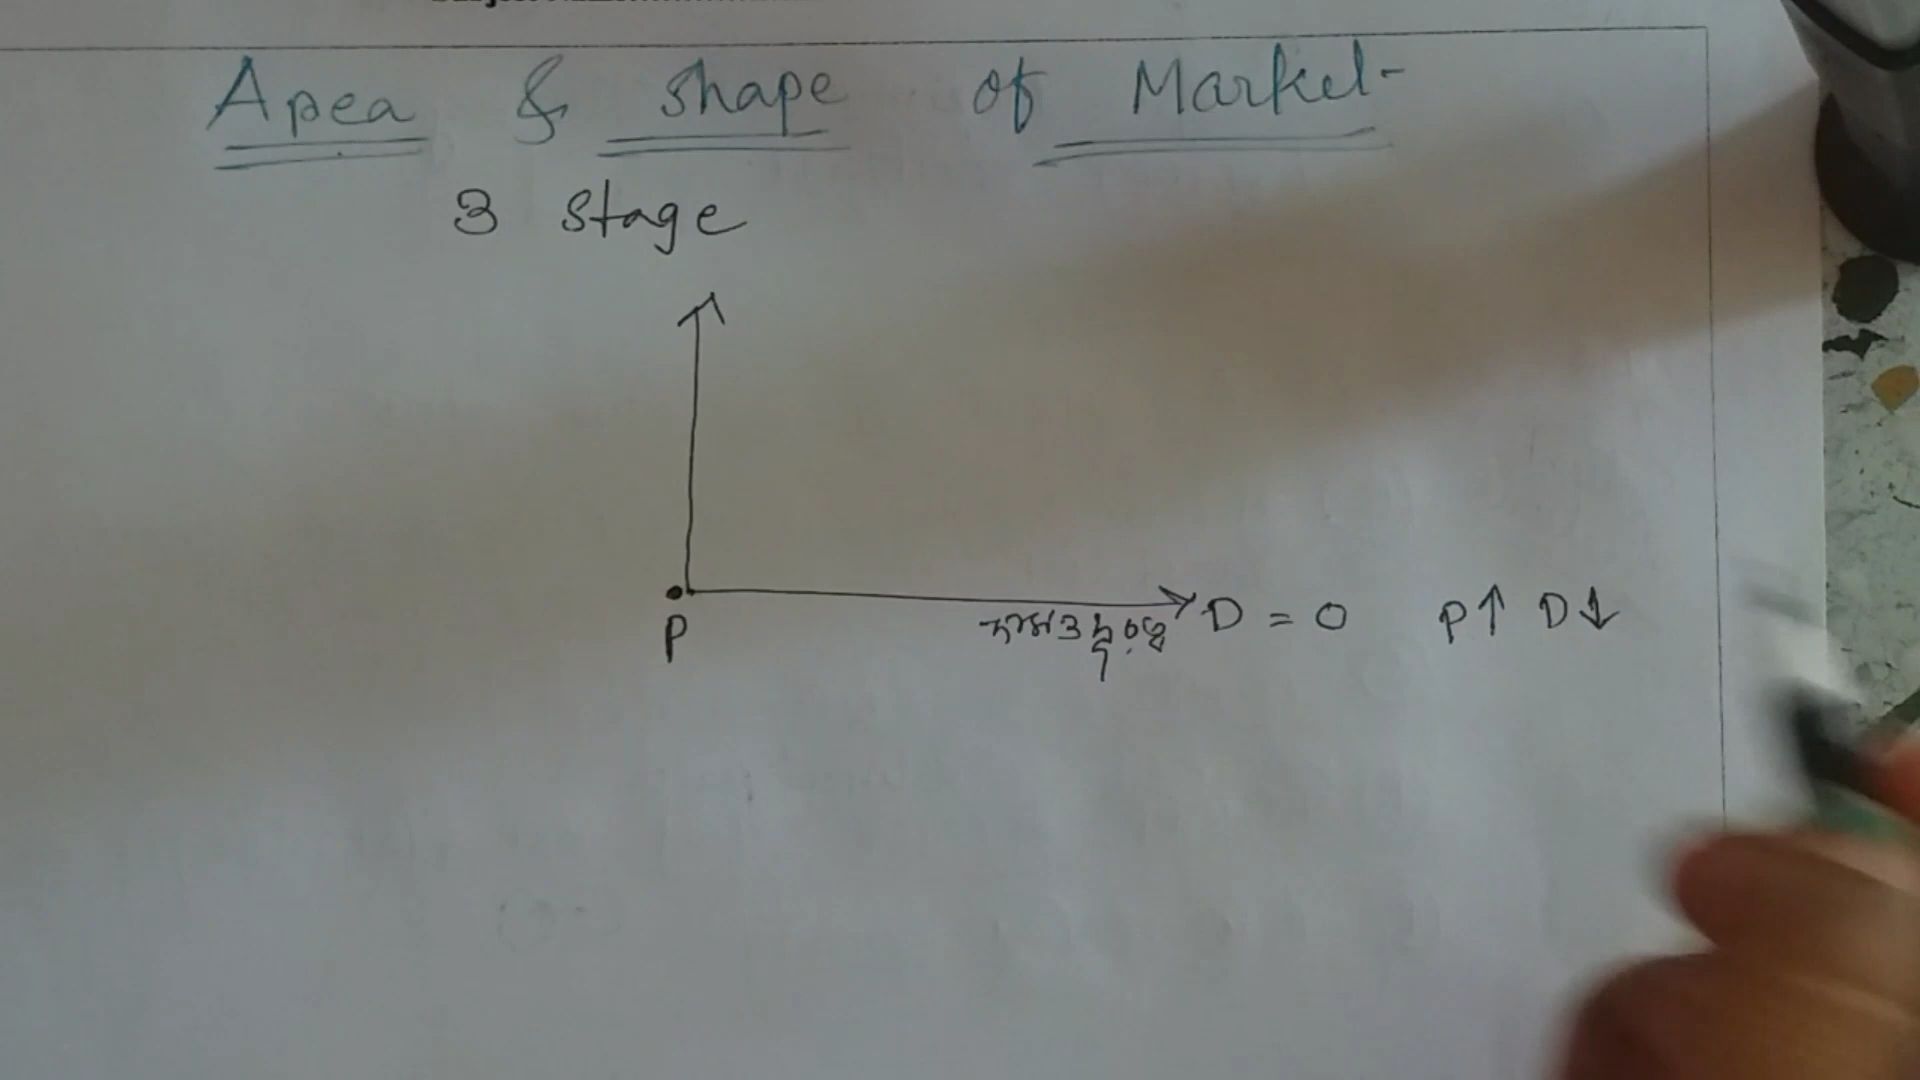 Area & shape of Market
3 stage
P
D = 0 P↑ D↓